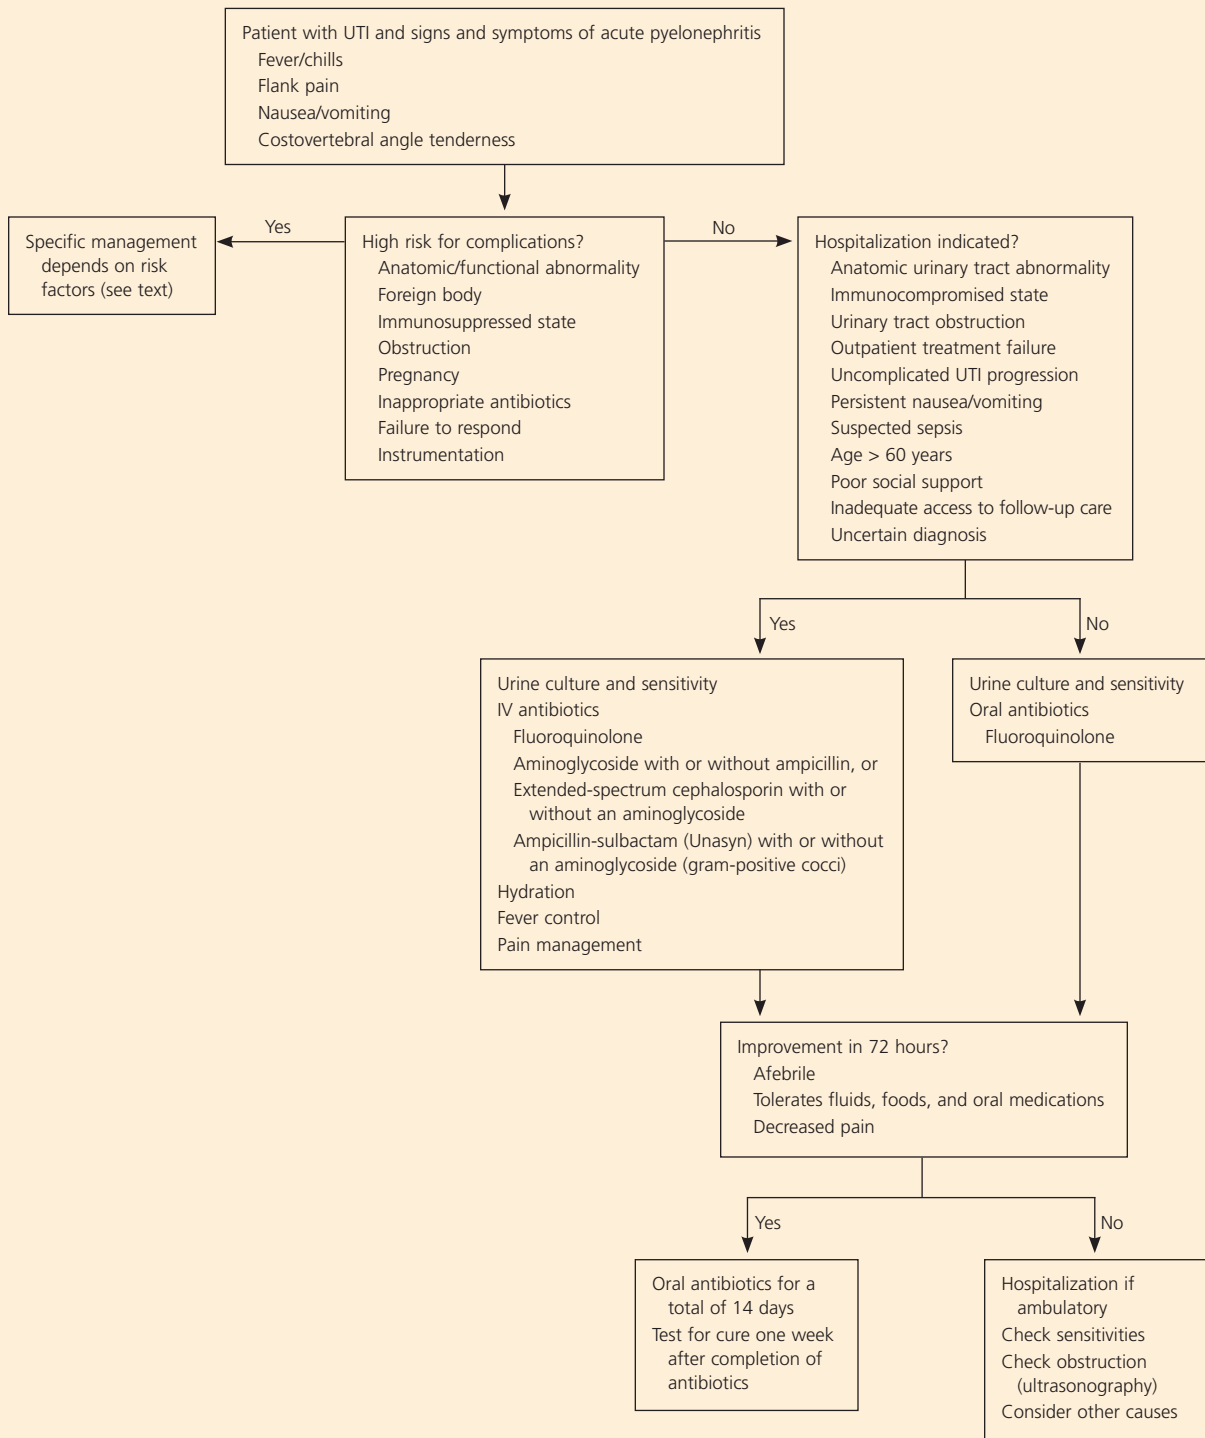 Patient with UTI and signs and symptoms of acute pyelonephritis
Fever/chills
Flank pain
Nausea/vomiting
Costovertebral angle tenderness
Specific management
depends on risk
factors (see text)
Yes
High risk for complications?
Anatomic/functional abnormality
Foreign body
Immunosuppressed state
Obstruction
Pregnancy
Inappropriate antibiotics
Failure to respond
Instrumentation
No
Hospitalization indicated?
Anatomic urinary tract abnormality
Immunocompromised state
Urinary tract obstruction
Outpatient treatment failure
Uncomplicated UTI progression
Persistent nausea/vomiting
Suspected sepsis
Age > 60 years
Poor social support
Inadequate access to follow-up care
Uncertain diagnosis
Yes
No
Urine culture and sensitivity
IV antibiotics
Fluoroquinolone
Aminoglycoside with or without ampicillin, or
Extended-spectrum cephalosporin with or
without an aminoglycoside
Ampicillin-sulbactam (Unasyn) with or without
an aminoglycoside (gram-positive cocci)
Hydration
Fever control
Pain management
Urine culture and sensitivity
Oral antibiotics
Fluoroquinolone
Improvement in 72 hours?
Afebrile
Tolerates fluids, foods, and oral medications
Decreased pain
Yes
No
Oral antibiotics for a
total of 14 days
Test for cure one week
after completion of
antibiotics
Hospitalization if
ambulatory
Check sensitivities
Check obstruction
(ultrasonography)
Consider other causes